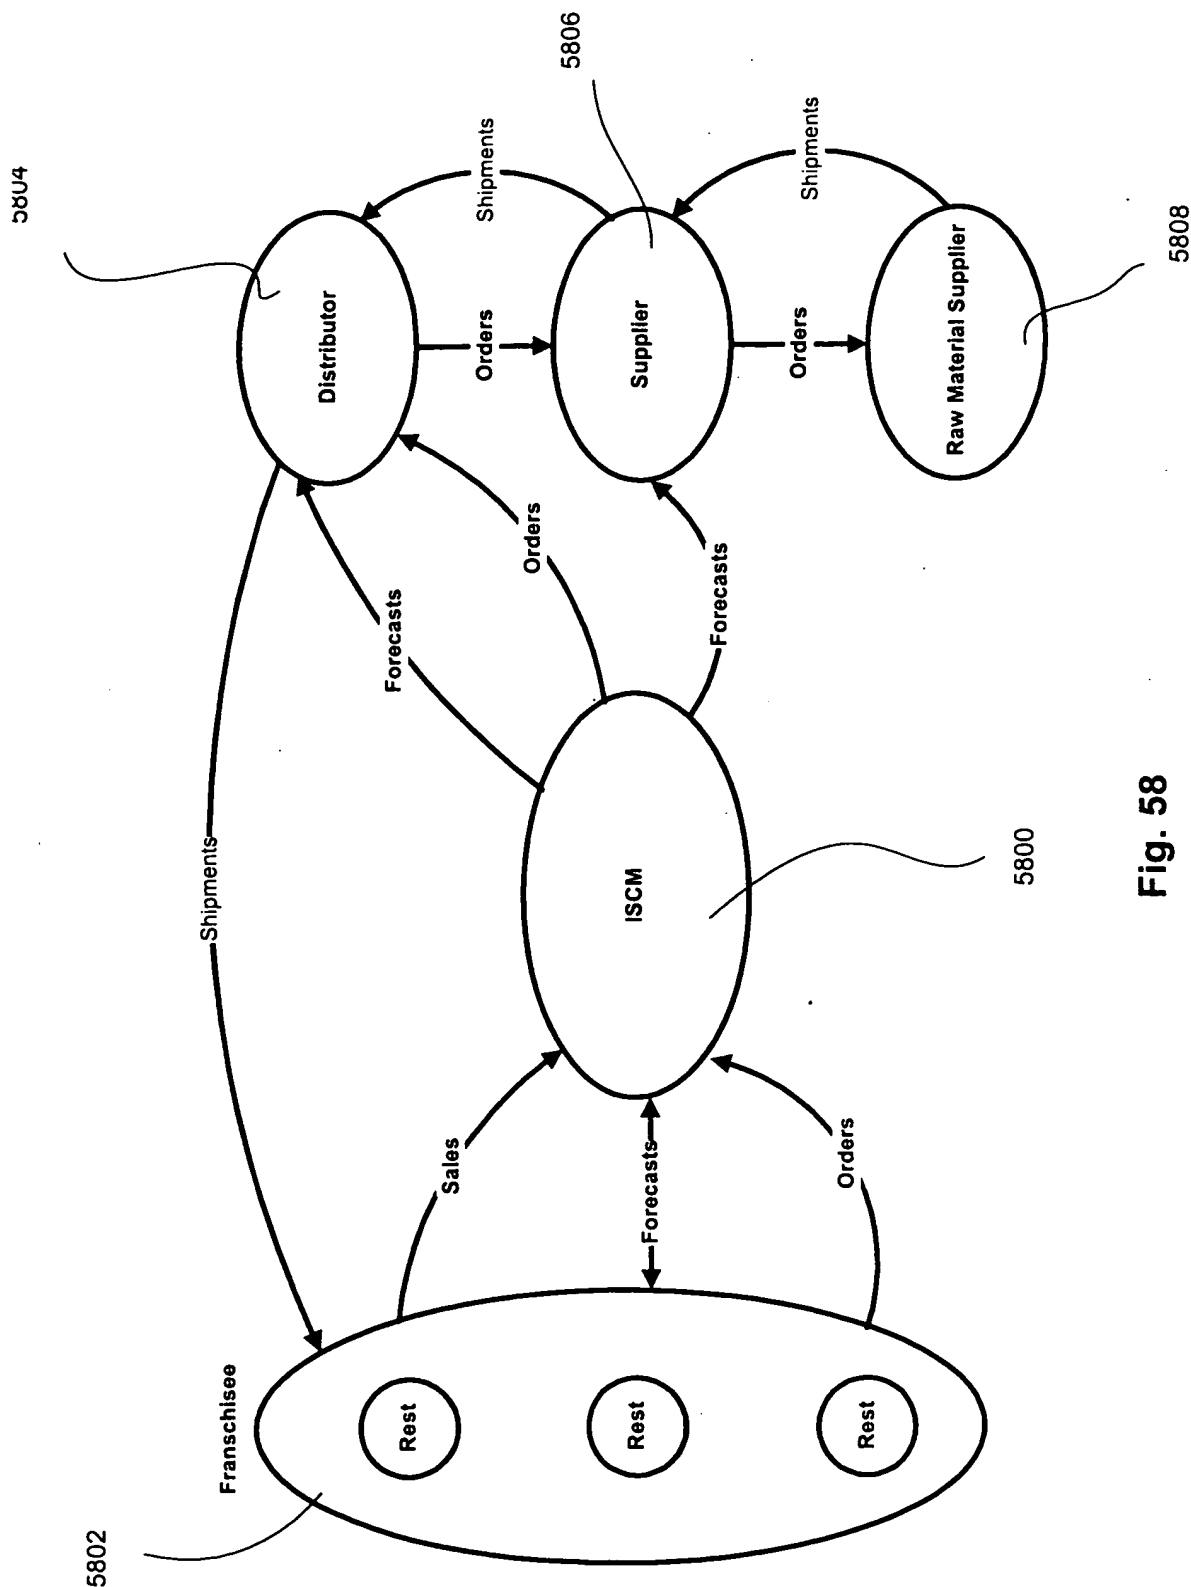 5804
5802
Shipments
Franschisee
Distributor
Forecasts
Rest
Sales
Orders
Shipments
Orders
5806
Rest
ISCM
Supplier
Forecasts
Forecasts
Orders
Shipments
Orders
Rest
Raw Material Supplier
5800
5808
Fig. 58